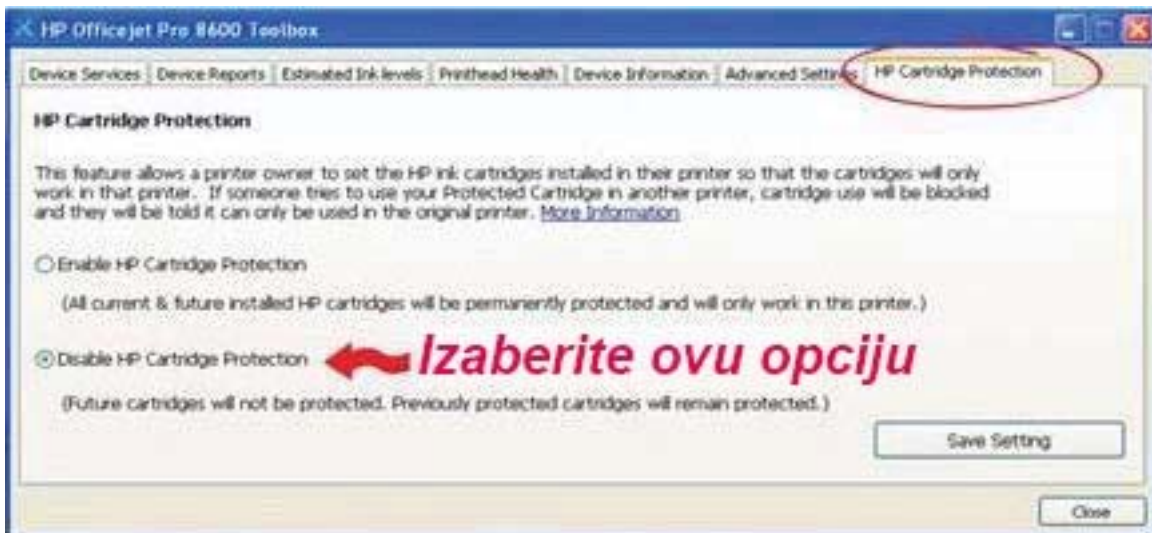 HP Officejet Pro 8600 Toolbox
Device Services Device Reports Estimated Ink levels Printhead Health Device Information Advanced Settings HP Cartridge Protection
HP Cartridge Protection
This feature allows a printer owner to set the HP ink cartridges installed in their printer so that the cartridges will only
work in that printer. If someone tries to use your Protected Cartridge in another printer, cartridge use will be blocked
and they will be told it can only be used in the original printer. More Information
Enable HP Cartridge Protection
(All current & future installed HP cartridges will be permanently protected and will only work in this printer.)
Disable HP Cartridge Protection Izaberite ovu opciju
(Future cartridges will not be protected. Previously protected cartridges will remain protected.)
Save Setting
Close